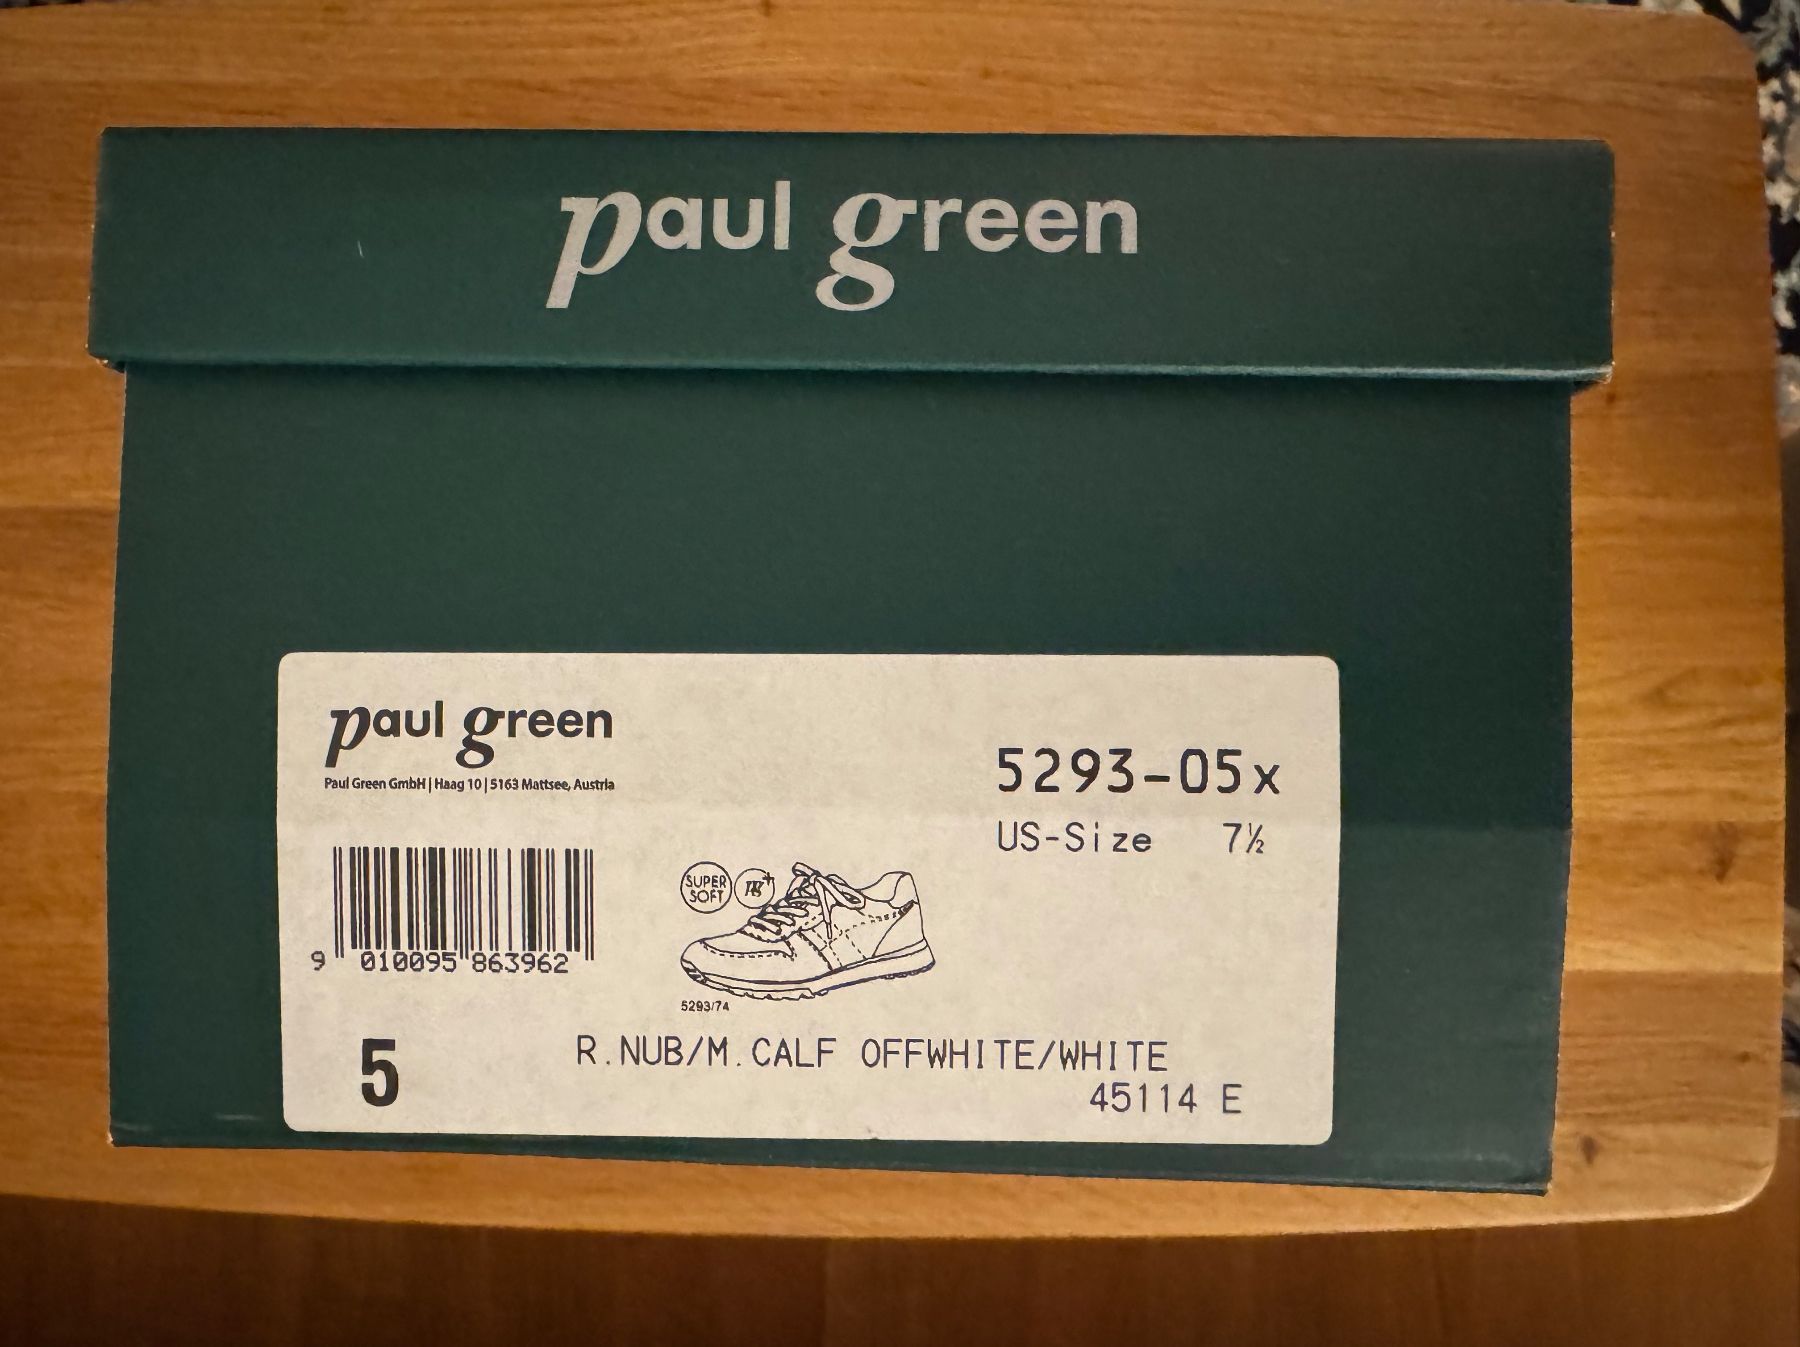 paul green
paul green
Paul Green GmbH | Haag 10 | 5163 Mattsee, Austria
5293-05x
US-Size 7½
SUPER SOFT
pg+
9 010095 863962
5293/74
5
R.NUB/M.CALF OFFWHITE/WHITE
45114 E